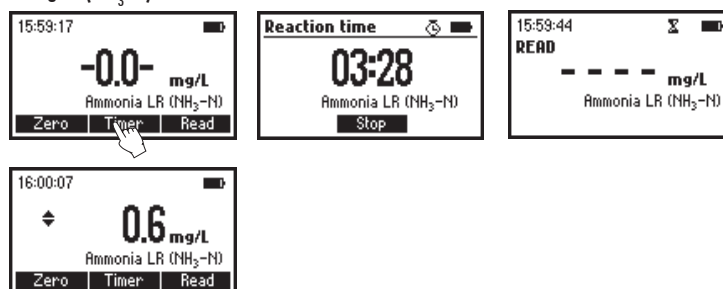 15:59:17
-0.0- mg/L
Ammonia LR (NH₃-N)
Zero Timer Read
Reaction time
03:28
Ammonia LR (NH₃-N)
Stop
15:59:44
READ
- - - - mg/L
Ammonia LR (NH₃-N)
16:00:07
0.6 mg/L
Ammonia LR (NH₃-N)
Zero Timer Read